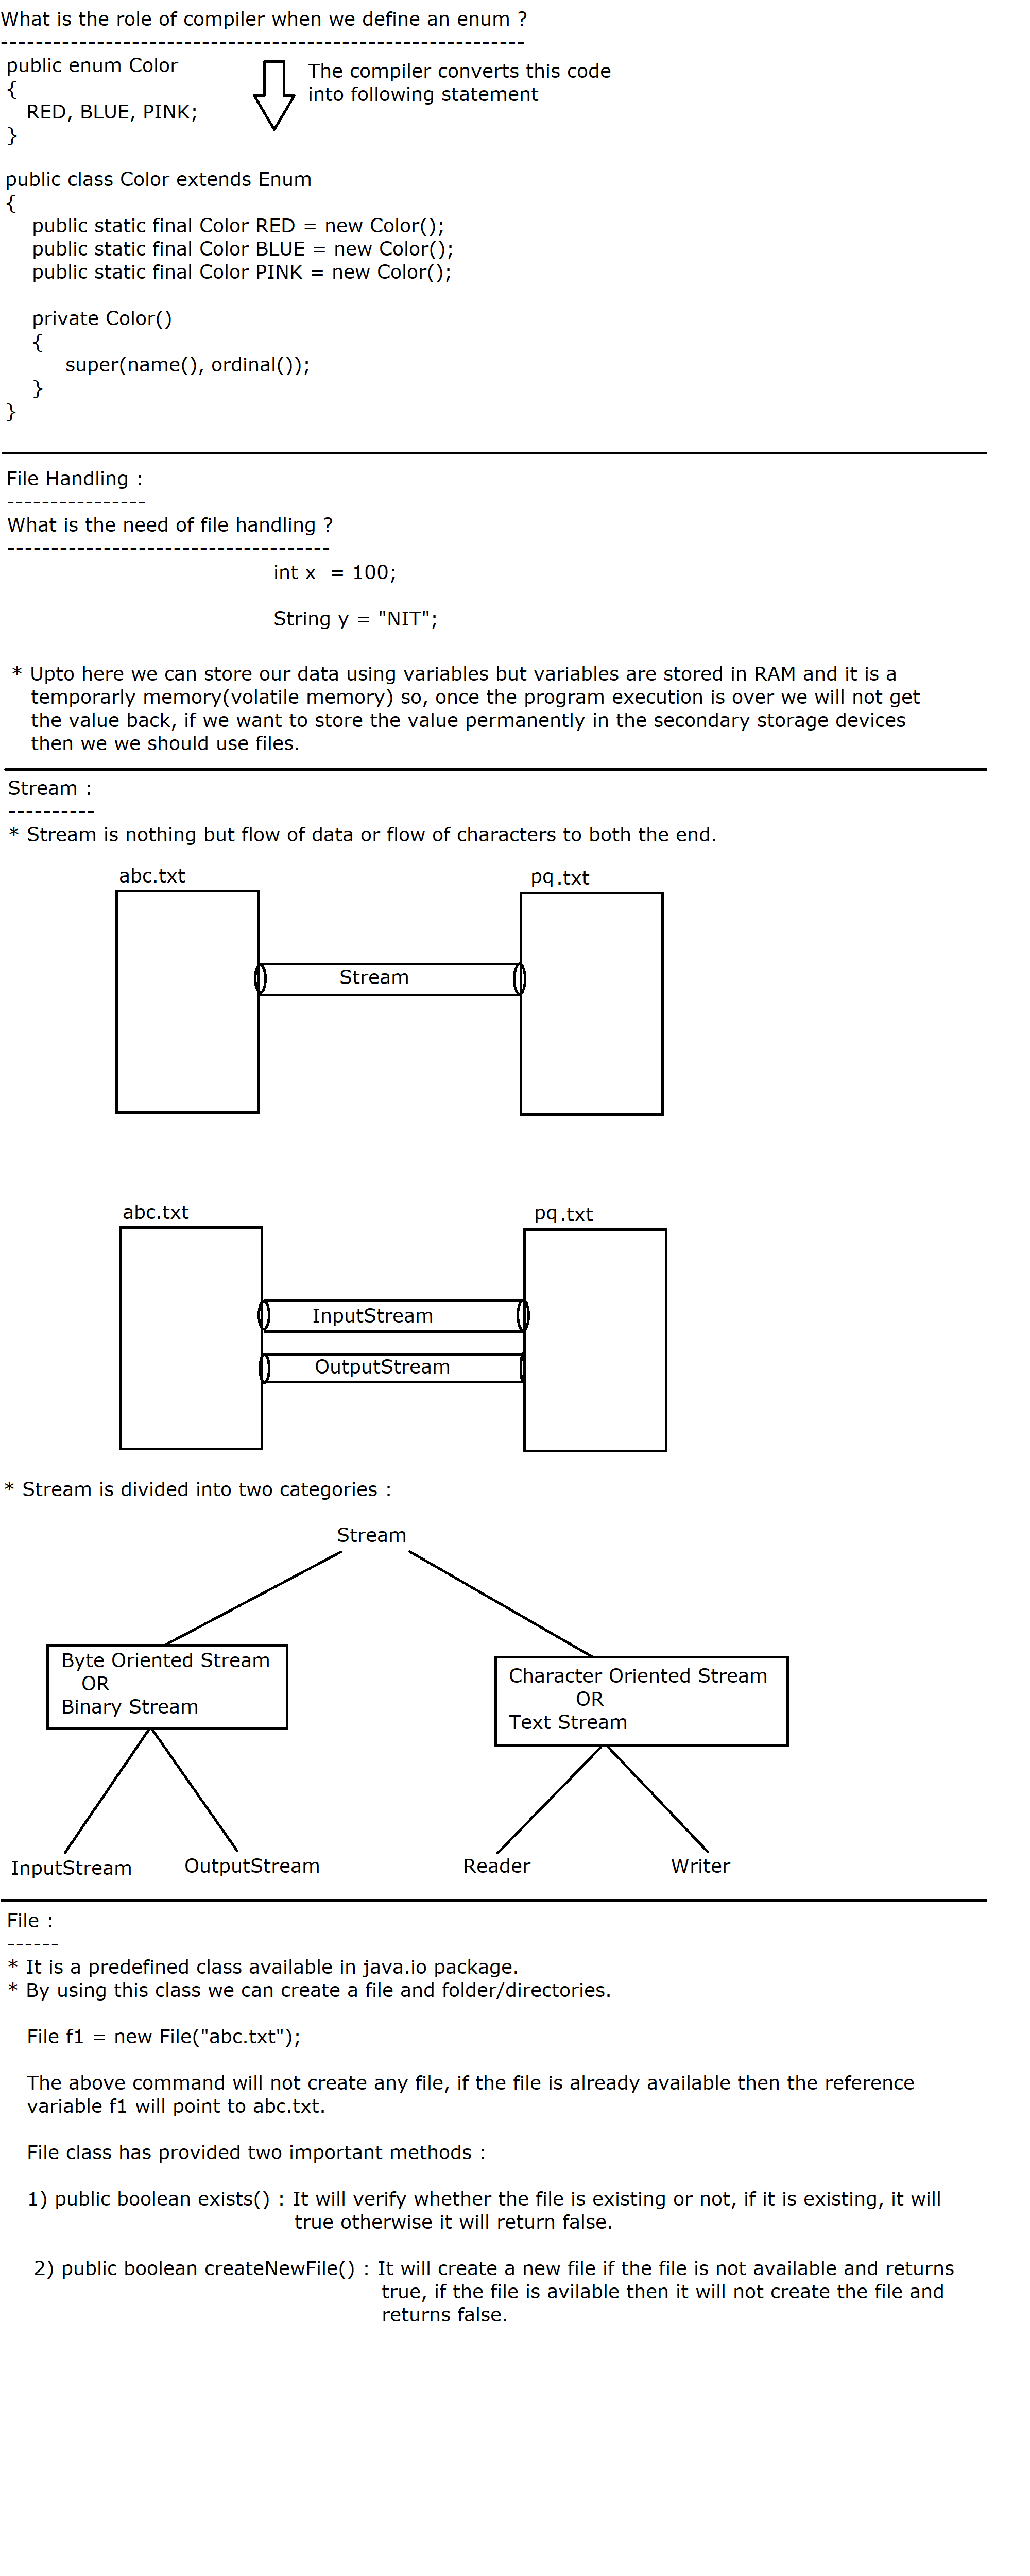 What is the role of compiler when we define an enum ?
------------------------------------------------------------
public enum Color
{
RED, BLUE, PINK;
}
The compiler converts this code
into following statement
public class Color extends Enum
{
public static final Color RED = new Color();
public static final Color BLUE = new Color();
public static final Color PINK = new Color();
private Color()
{
super(name(), ordinal());
}
}
File Handling :
----------------
What is the need of file handling ?
-------------------------------------
int x  = 100;
String y = "NIT";
* Upto here we can store our data using variables but variables are stored in RAM and it is a
temporarly memory(volatile memory) so, once the program execution is over we will not get
the value back, if we want to store the value permanently in the secondary storage devices
then we we should use files.
Stream :
----------
* Stream is nothing but flow of data or flow of characters to both the end.
abc.txt pq.txt
Stream
abc.txt pq.txt
InputStream
OutputStream
* Stream is divided into two categories :
Stream
Byte Oriented Stream
OR
Binary Stream
Character Oriented Stream
OR
Text Stream
InputStream OutputStream Reader Writer
File :
------
* It is a predefined class available in java.io package.
* By using this class we can create a file and folder/directories.
File f1 = new File("abc.txt");
The above command will not create any file, if the file is already available then the reference
variable f1 will point to abc.txt.
File class has provided two important methods :
1) public boolean exists() : It will verify whether the file is existing or not, if it is existing, it will
true otherwise it will return false.
2) public boolean createNewFile() : It will create a new file if the file is not available and returns
true, if the file is avilable then it will not create the file and
returns false.